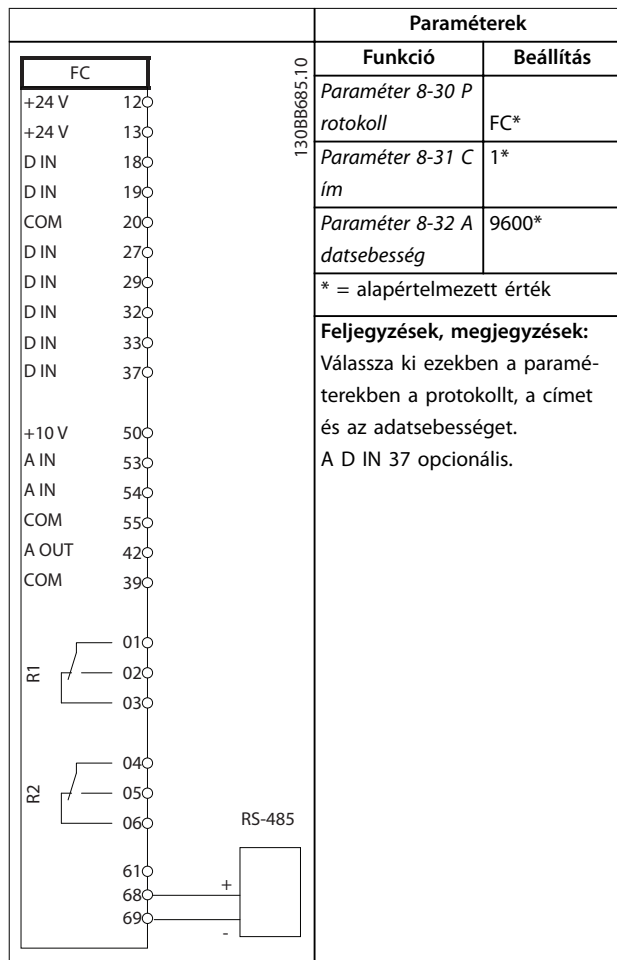 FC
+24 V 12
+24 V 13
D IN 18
D IN 19
COM 20
D IN 27
D IN 29
D IN 32
D IN 33
D IN 37
+10 V 50
A IN 53
A IN 54
COM 55
A OUT 42
COM 39
R1
01
02
03
R2
04
05
06
RS-485
61
68 +
69 -
130BB685.10
Paraméterek
Funkció Beállítás
Paraméter 8-30 P
rotokoll FC*
Paraméter 8-31 C 1*
ím
Paraméter 8-32 A 9600*
datsebesség
* = alapértelmezett érték
Feljegyzések, megjegyzések:
Válassza ki ezekben a paramé-
terekben a protokollt, a címet
és az adatsebességet.
A D IN 37 opcionális.